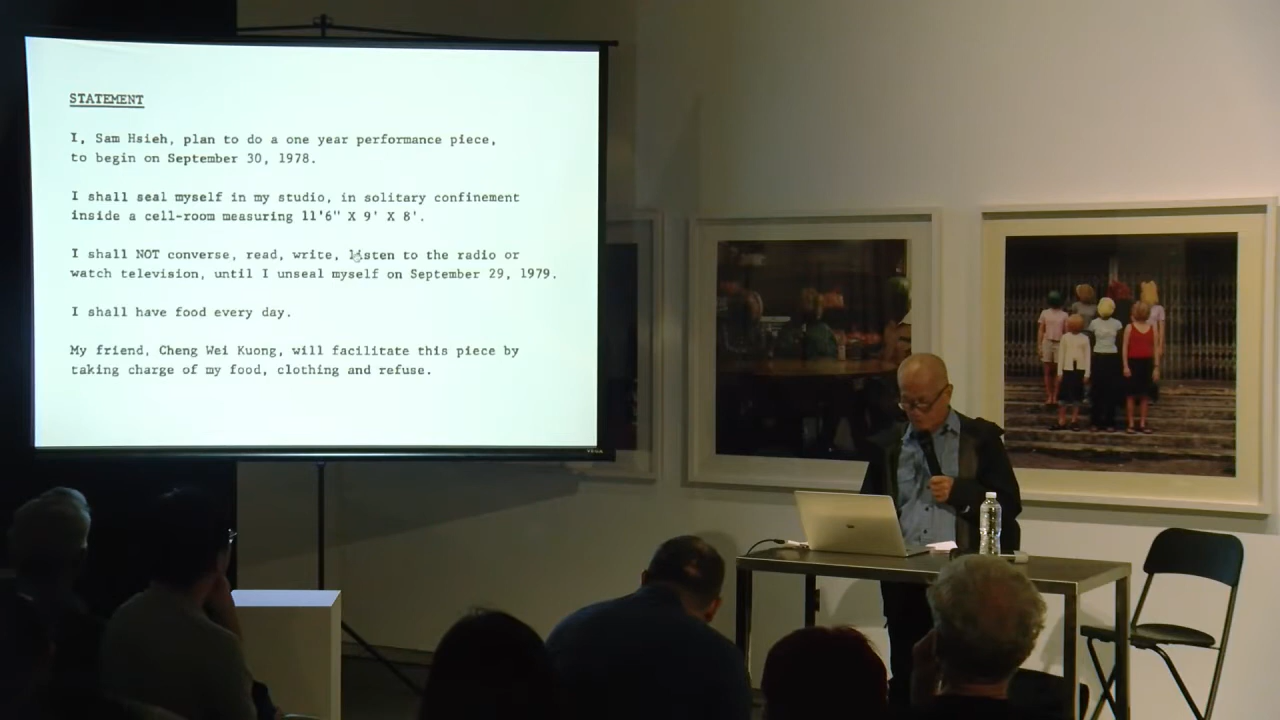 STATEMENT
I, Sam Hsieh, plan to do a one year performance piece,
to begin on September 30, 1978.
I shall seal myself in my studio, in solitary confinement
inside a cell-room measuring 11'6" X 9' X 8'.
I shall NOT converse, read, write, listen to the radio or
watch television, until I unseal myself on September 29, 1979.
I shall have food every day.
My friend, Cheng Wei Kuong, will facilitate this piece by
taking charge of my food, clothing and refuse.